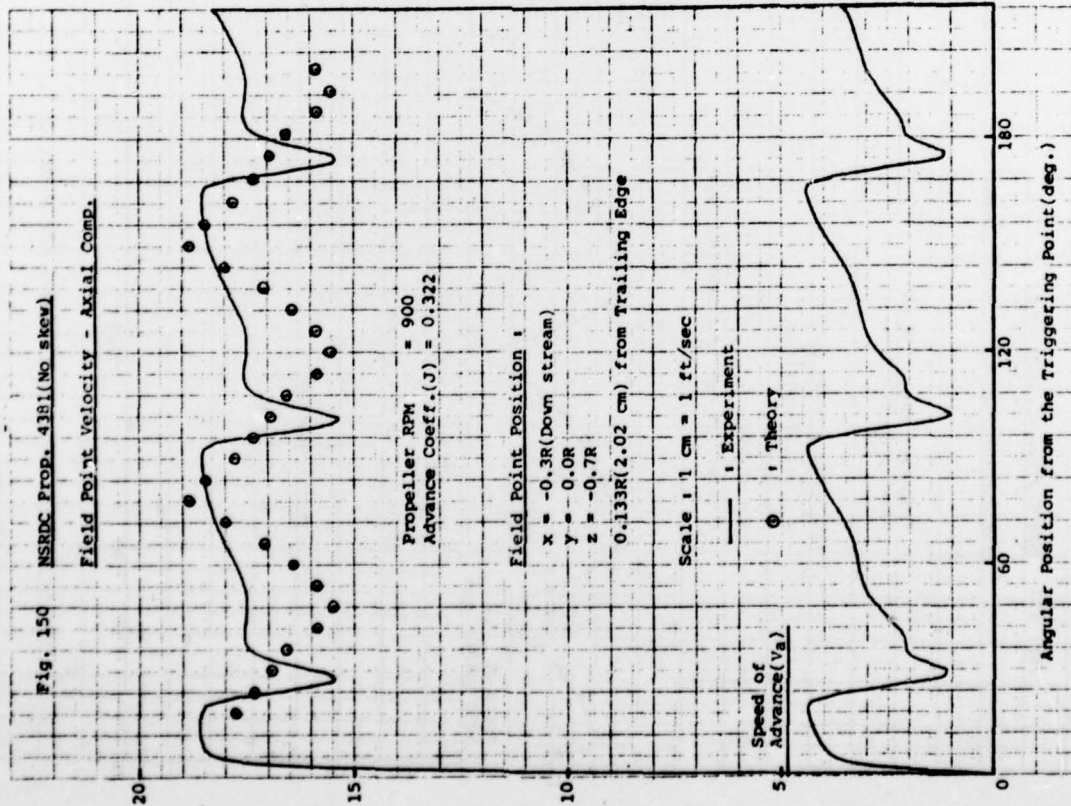 Fig. 150 NSRDC Prop. 4381(No skew)
Field Point Velocity - Axial Comp.
20
15
10
5
0
Propeller RPM = 900
Advance Coeff.(J) = 0.322
Field Point Position :
x = -0.3R(Down stream)
y = 0.0R
z = -0.7R
0.133R(2.02 cm) from Trailing Edge
Scale : 1 cm = 1 ft/sec
: Experiment
: Theory
Speed of
Advance(Va)
60
120
180
Angular Position from the Triggering Point(deg.)